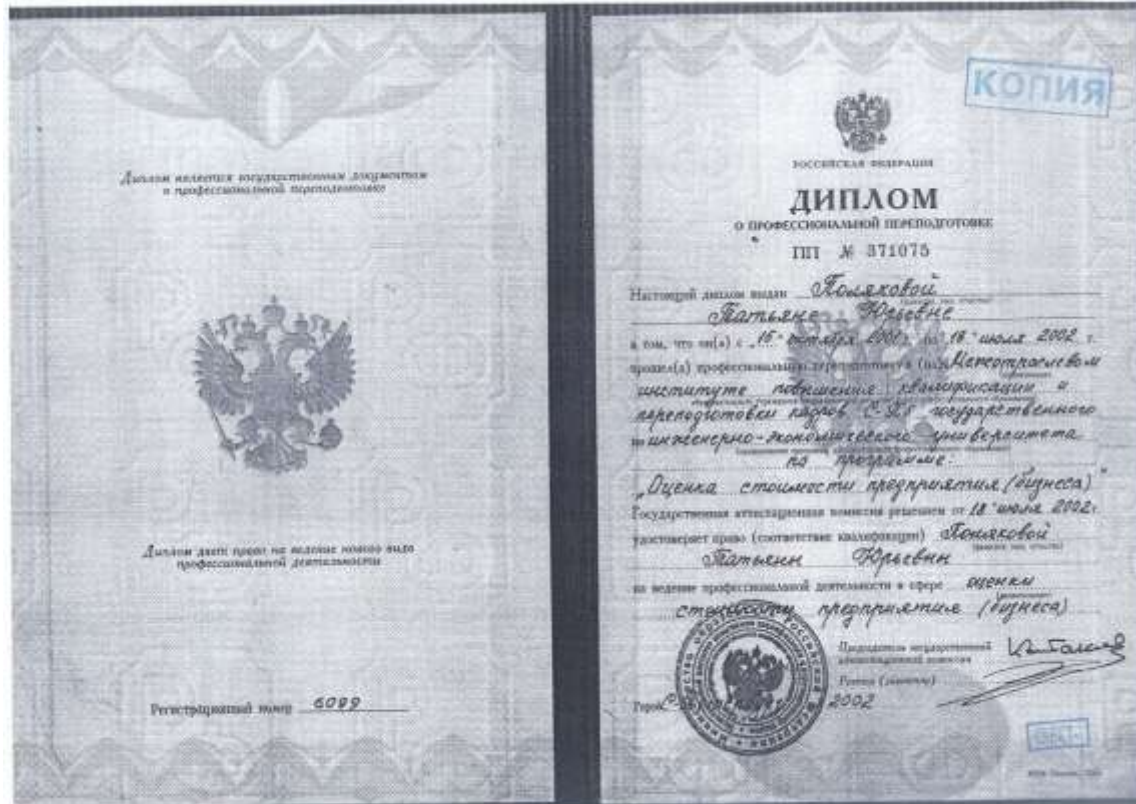 Диплом является государственным документом
о профессиональной переподготовке
Диплом дает право на ведение нового вида
профессиональной деятельности
Регистрационный номер 6099
КОПИЯ
РОССИЙСКАЯ ФЕДЕРАЦИЯ
ДИПЛОМ
О ПРОФЕССИОНАЛЬНОЙ ПЕРЕПОДГОТОВКЕ
ПП № 371075
Настоящий диплом выдан Поляковой
Татьяне Юрьевне
в том, что он(а) с „15“ октября 2001 г. по „18“ июля 2002 г.
прошел(а) профессиональную переподготовку в (на) Межотраслевом
институте повышения квалификации и
переподготовки кадров С-Пб государственного
инженерно-экономического университета
по программе:
„Оценка стоимости предприятия (бизнеса)“
Государственная аттестационная комиссия решением от 18 июля 2002 г.
удостоверяет право (соответствие квалификации) Поляковой
Татьяны Юрьевны
на ведение профессиональной деятельности в сфере оценки
стоимости предприятия (бизнеса)
Председатель государственной
аттестационной комиссии
Ректор (директор)
Город 2002